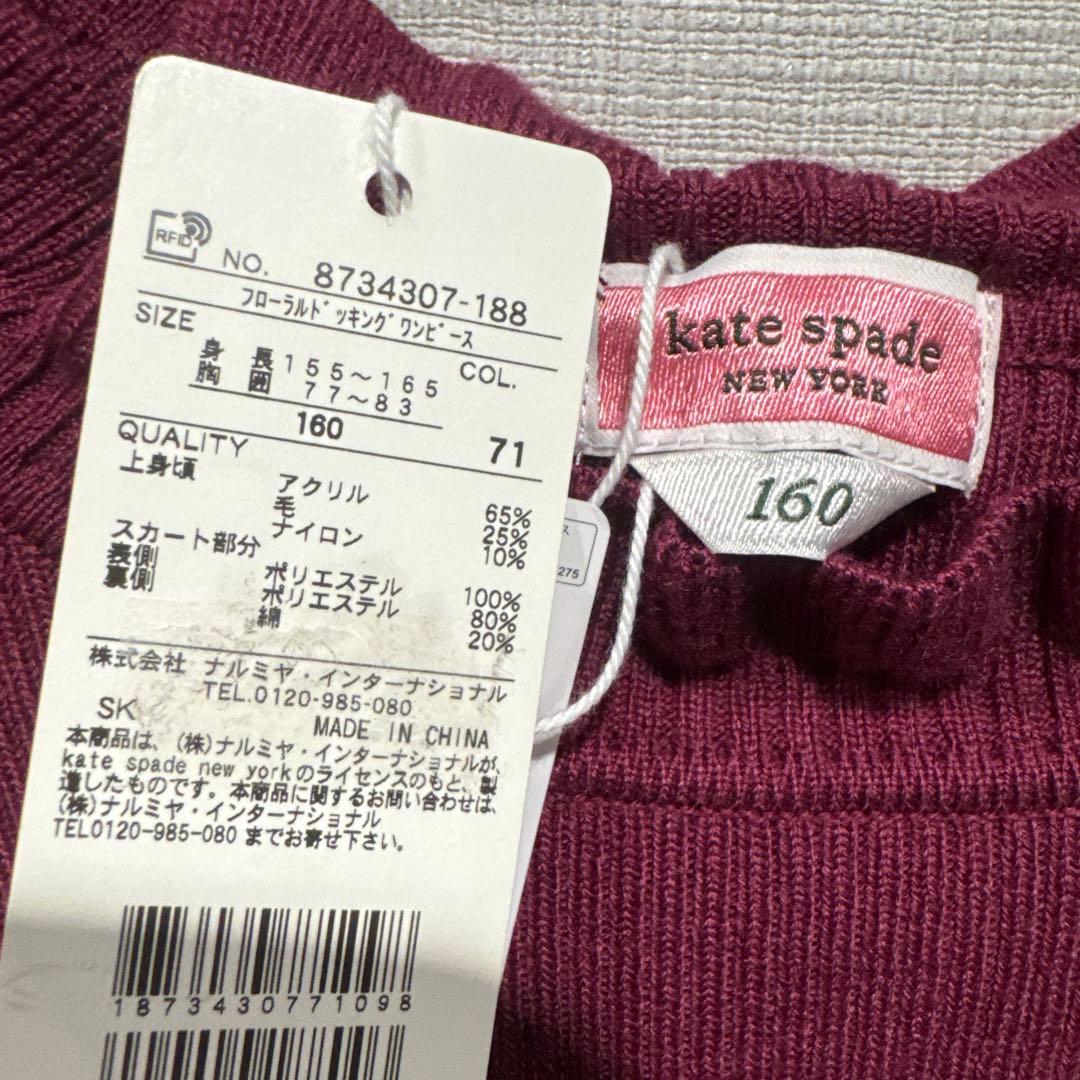 RFID
NO. 8734307-188
フローラルドッキングワンピース
SIZE
COL.
身長 155～165
胸囲 77～83
160
71
QUALITY
上身頃
アクリル 65%
毛 25%
ナイロン 10%
スカート部分
表側 ポリエステル 100%
裏側 ポリエステル 80%
綿 20%
株式会社 ナルミヤ・インターナショナル
TEL.0120-985-080
SK MADE IN CHINA
本商品は、(株)ナルミヤ・インターナショナルが、
kate spade new yorkのライセンスのもと、製
造したものです。本商品に関するお問い合わせは、
(株)ナルミヤ・インターナショナル
TEL0120-985-080 までお寄せ下さい。
1873430771098
kate spade
NEW YORK
160
ス
275